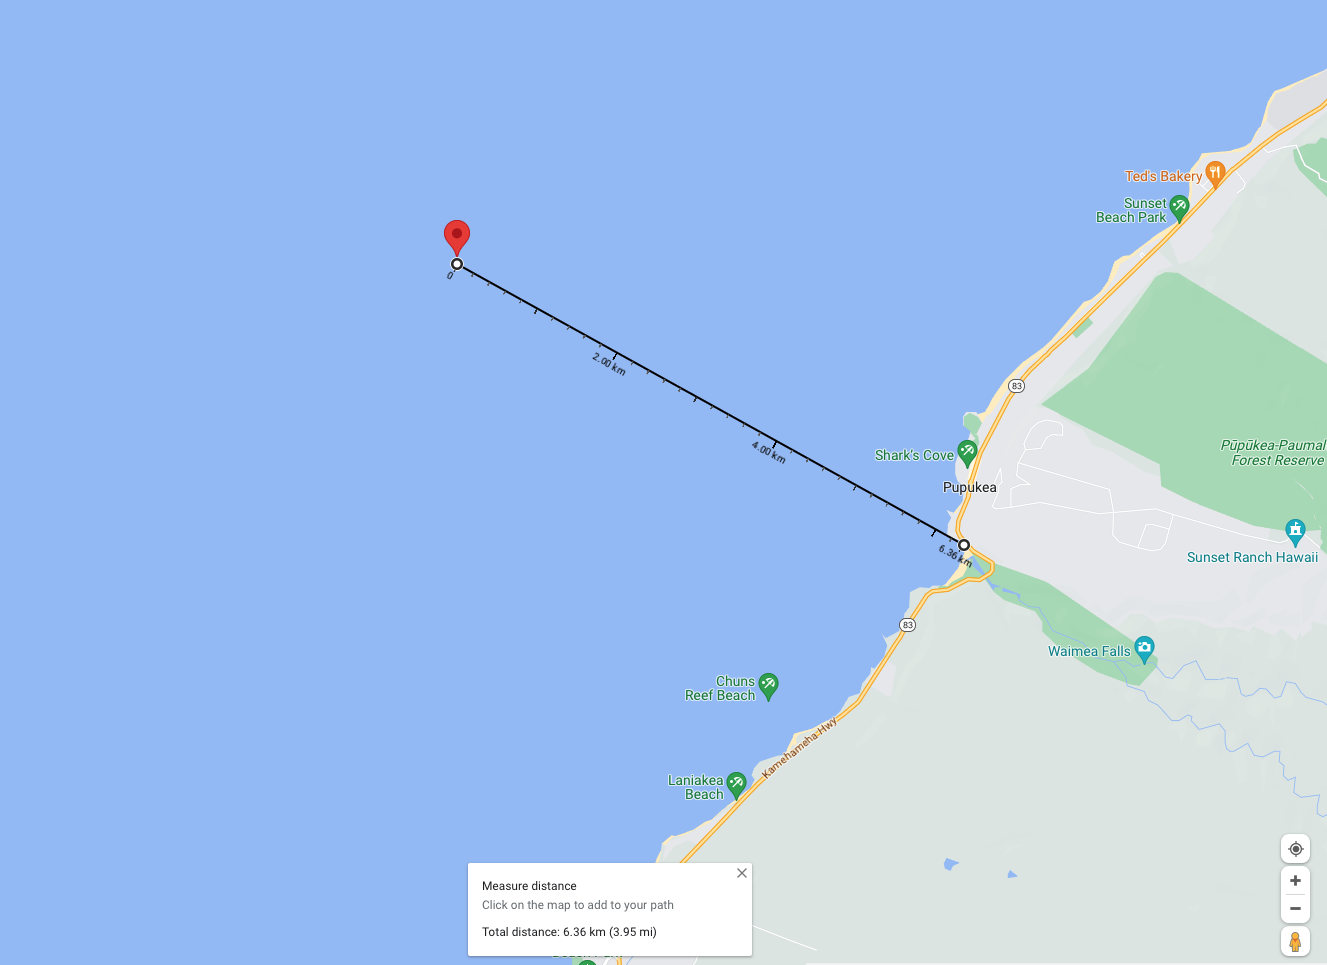 Ted's Bakery
Sunset
Beach Park
0
2.00 km
83
4.00 km
Shark's Cove
Pūpūkea-Paumal
Forest Reserve
Pupukea
6.36 km
Sunset Ranch Hawaii
83
Waimea Falls
Chuns
Reef Beach
Kamehameha Hwy
Laniakea
Beach
Measure distance
Click on the map to add to your path
Total distance: 6.36 km (3.95 mi)